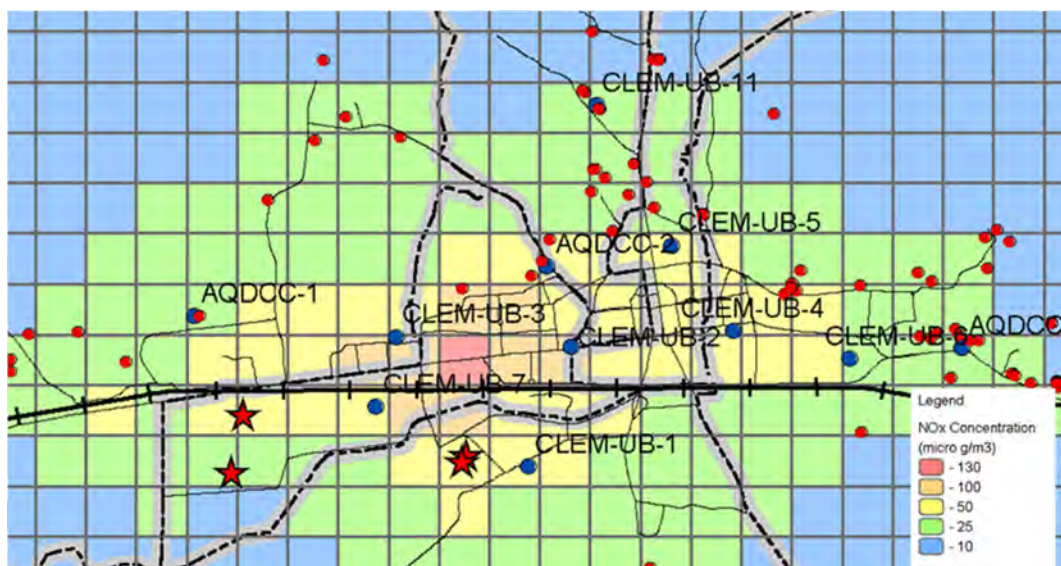 CLEM-UB-11
CLEM-UB-5
AQDCC-2
AQDCC-1
CLEM-UB-3
CLEM-UB-4
CLEM-UB-2
CLEM-UB-6
AQDCC
CLEM-UB-7
CLEM-UB-1
Legend
NOx Concentration
(micro g/m3)
- 130
- 100
- 50
- 25
- 10